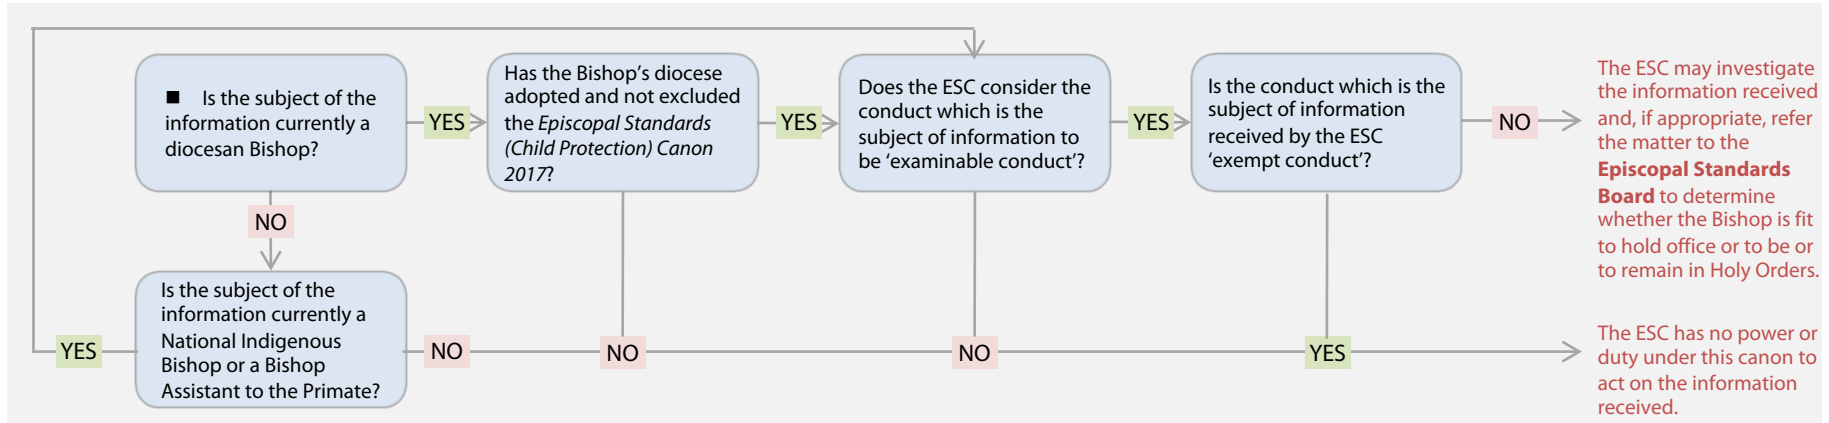 ■ Is the subject of the
information currently a
diocesan Bishop?
YES
Has the Bishop's diocese
adopted and not excluded
the Episcopal Standards
(Child Protection) Canon
2017?
YES
Does the ESC consider the
conduct which is the
subject of information to
be ‘examinable conduct’?
YES
Is the conduct which is the
subject of information
received by the ESC
‘exempt conduct’?
NO
The ESC may investigate
the information received
and, if appropriate, refer
the matter to the
Episcopal Standards
Board to determine
whether the Bishop is fit
to hold office or to be or
to remain in Holy Orders.
NO
Is the subject of the
information currently a
National Indigenous
Bishop or a Bishop
Assistant to the Primate?
YES
NO
NO
NO
YES
The ESC has no power or
duty under this canon to
act on the information
received.